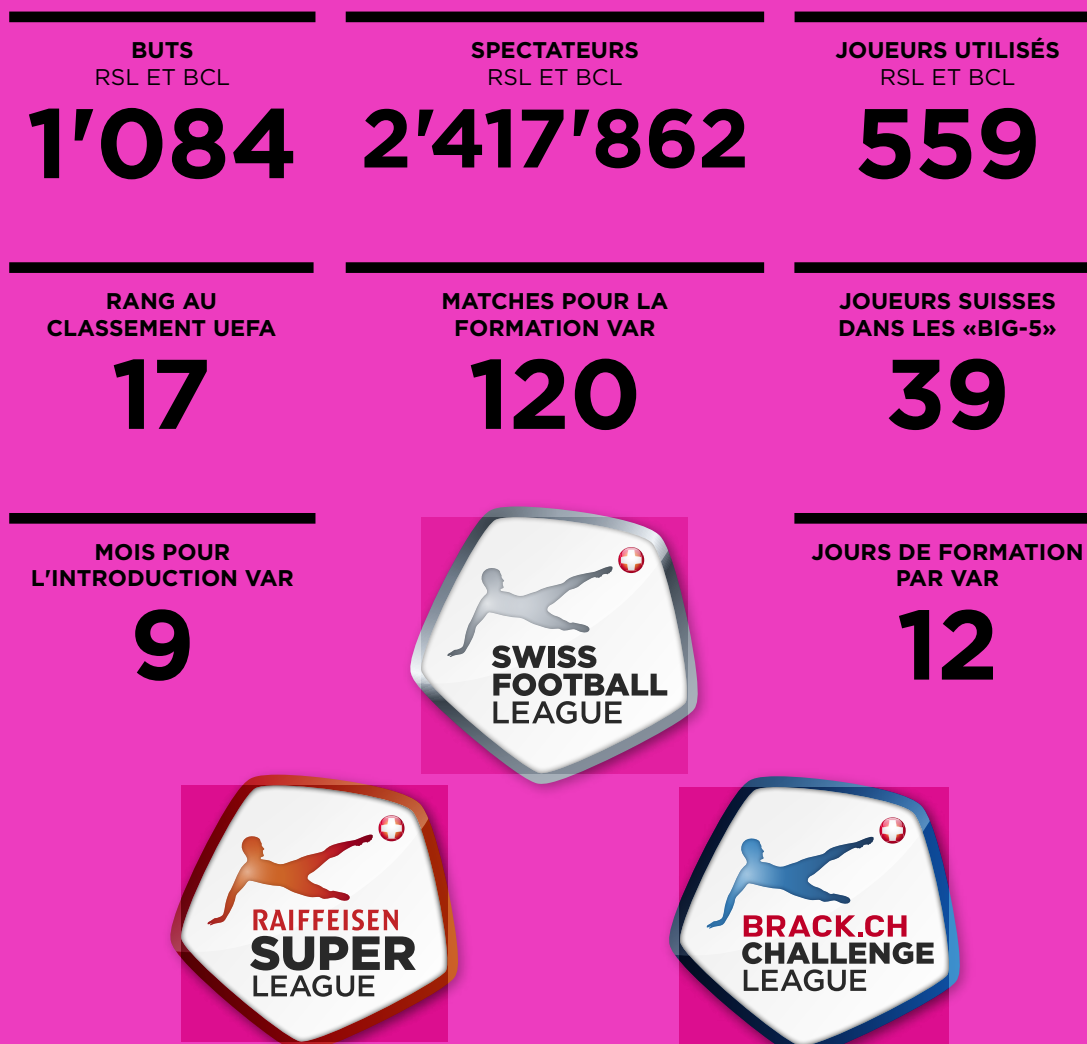 BUTS
RSL ET BCL
1'084
SPECTATEURS
RSL ET BCL
2'417'862
JOUEURS UTILISÉS
RSL ET BCL
559
RANG AU
CLASSEMENT UEFA
17
MATCHES POUR LA
FORMATION VAR
120
JOUEURS SUISSES
DANS LES «BIG-5»
39
MOIS POUR
L'INTRODUCTION VAR
9
SWISS
FOOTBALL
LEAGUE
JOURS DE FORMATION
PAR VAR
12
RAIFFEISEN
SUPER
LEAGUE
BRACK.CH
CHALLENGE
LEAGUE